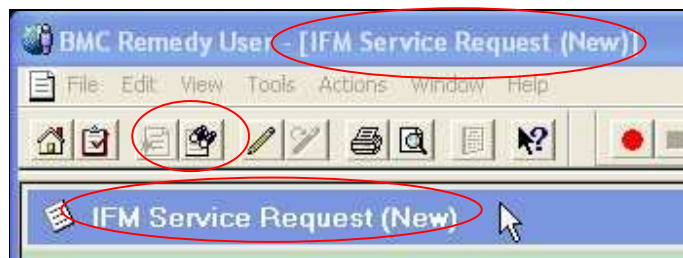 BMC Remedy User - [IFM Service Request (New)]
File Edit View Tools Actions Window Help
IFM Service Request (New)